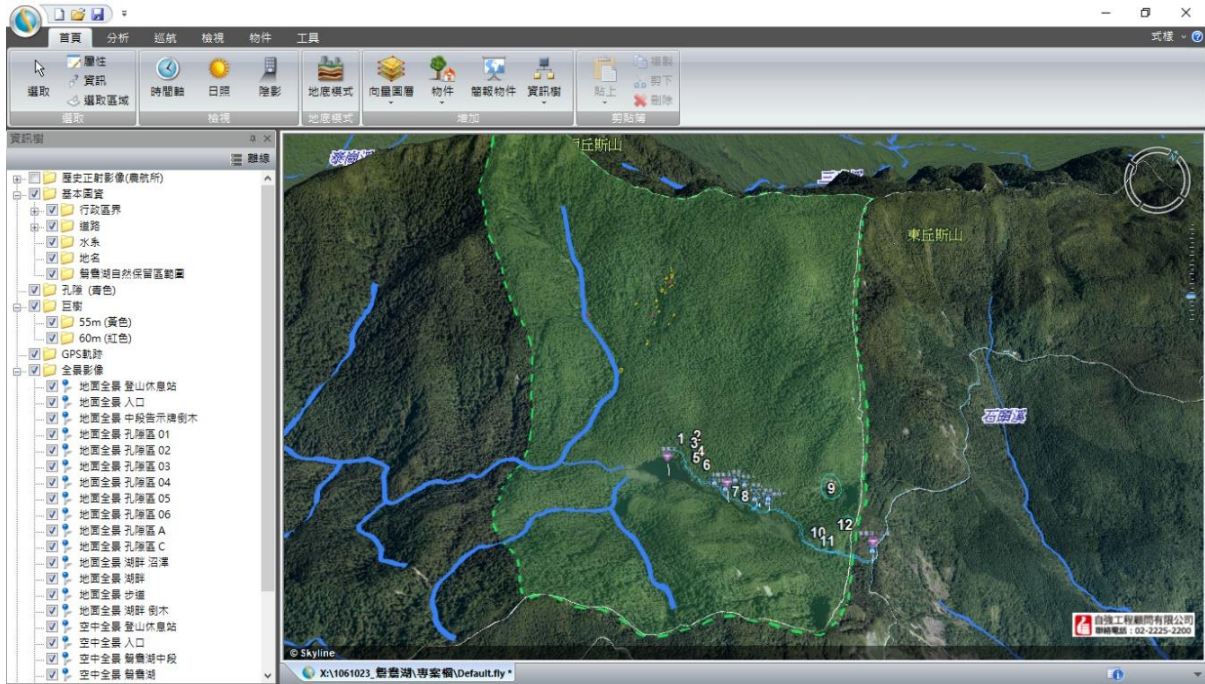 首頁 分析 巡航 檢視 物件 工具 式樣
選取 屬性 資訊 選取區域 時間軸 日照 陰影 地底模式 向量圖層 物件 簡報物件 資訊樹 貼上 複製 剪下 刪除
選取 檢視 地底模式 增加 剪貼簿
資訊樹
離線
歷史正射影像(農航所)
基本圖資
行政區界
道路
水系
地名
鴛鴦湖自然保留區範圍
孔隙 (青色)
巨樹
55m (黃色)
60m (紅色)
GPS軌跡
全景影像
地面全景 登山休息站
地面全景 入口
地面全景 中段告示牌倒木
地面全景 孔隙區 01
地面全景 孔隙區 02
地面全景 孔隙區 03
地面全景 孔隙區 04
地面全景 孔隙區 05
地面全景 孔隙區 06
地面全景 孔隙區 A
地面全景 孔隙區 C
地面全景 湖畔 沼澤
地面全景 湖畔
地面全景 步道
地面全景 湖畔 倒木
空中全景 登山休息站
空中全景 入口
空中全景 鴛鴦湖中段
空中全景 鴛鴦湖
丘斯山
東丘斯山
石崗溪
1
2
3
4
5
6
7
8
9
10
11
12
自強工程顧問有限公司
聯絡電話：02-2225-2200
© Skyline
X:\1061023_鴛鴦湖\專案檔\Default.fly *